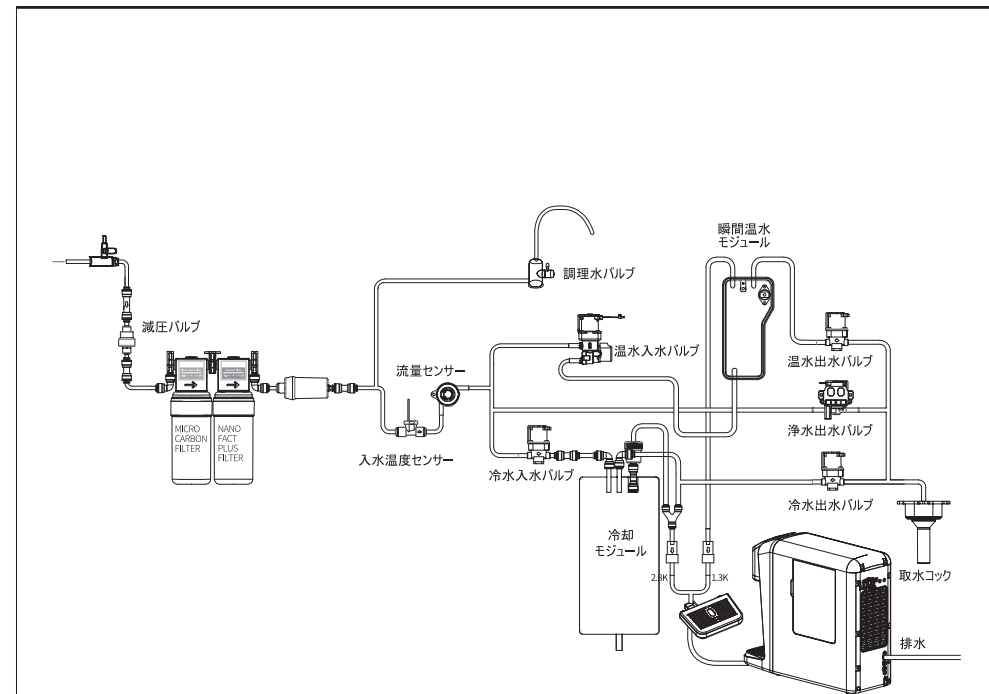 瞬間温水
モジュール
調理水バルブ
減圧バルブ
温水入水バルブ
温水出水バルブ
流量センサー
MICRO
CARBON
FILTER
NANO
FACT
PLUS
FILTER
浄水出水バルブ
入水温度センサー
冷水入水バルブ
冷水出水バルブ
冷却
モジュール
2.8K
1.3K
取水コック
排水